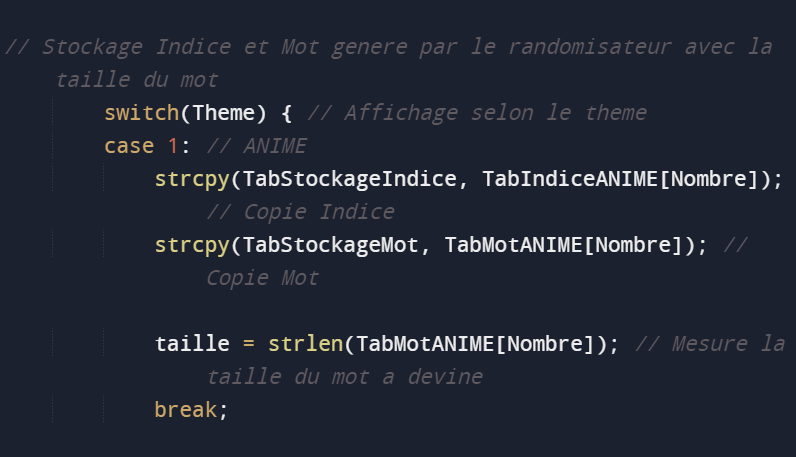 // Stockage Indice et Mot genere par le randomisateur avec la
taille du mot
switch(Theme) { // Affichage selon le theme
case 1: // ANIME
strcpy(TabStockageIndice, TabIndiceANIME[Nombre]);
// Copie Indice
strcpy(TabStockageMot, TabMotANIME[Nombre]); //
Copie Mot
taille = strlen(TabMotANIME[Nombre]); // Mesure la
taille du mot a devine
break;